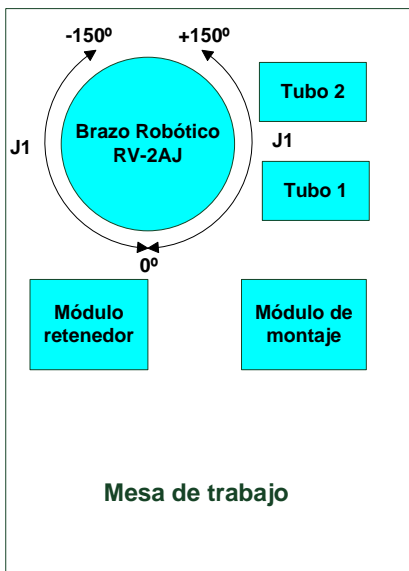 -150º
+150º
Tubo 2
Brazo Robótico
RV-2AJ
J1
J1
Tubo 1
0º
Módulo
retenedor
Módulo de
montaje
Mesa de trabajo